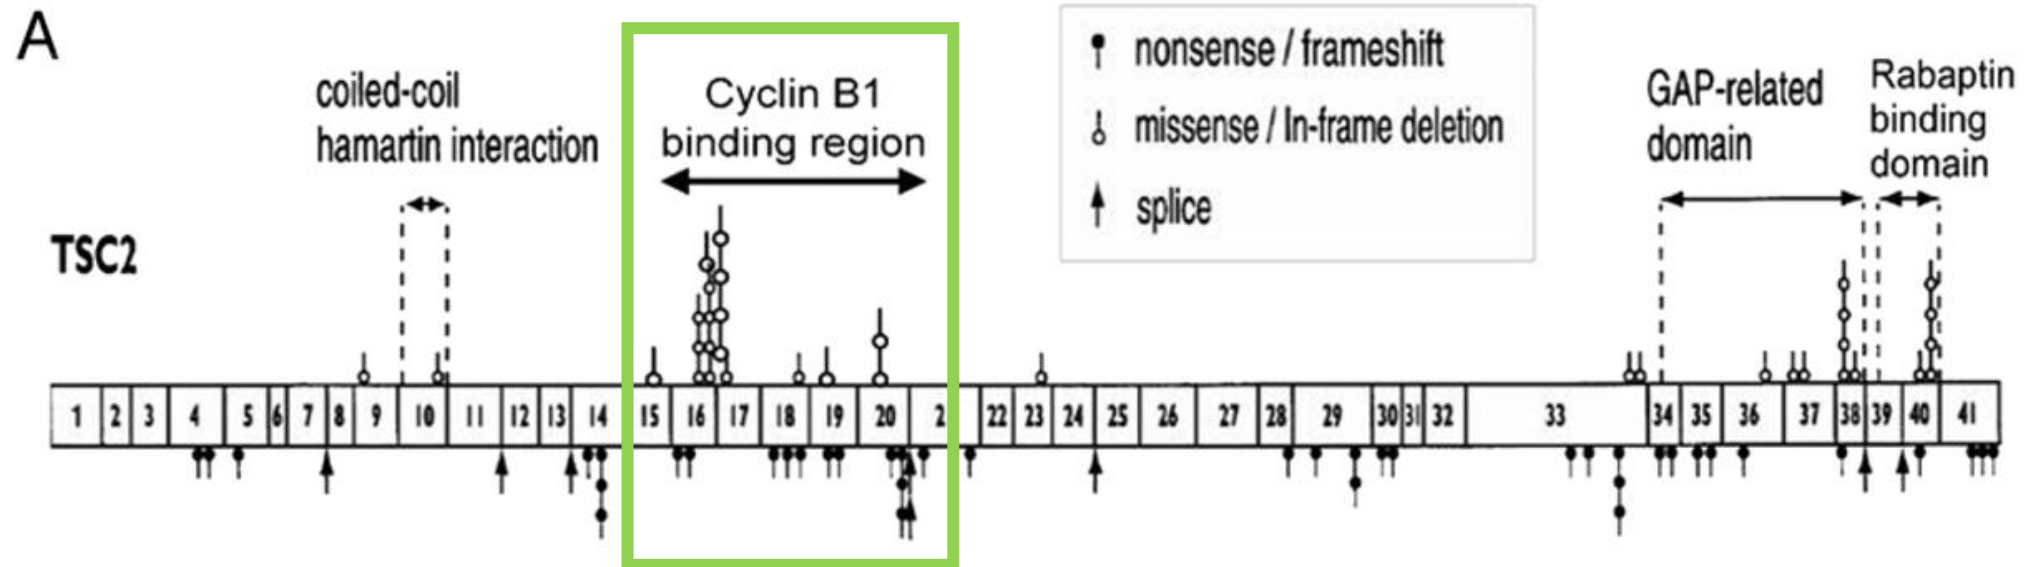 A
coiled-coil
hamartin interaction
Cyclin B1
binding region
nonsense / frameshift
missense / In-frame deletion
splice
GAP-related
domain
Rabaptin
binding
domain
TSC2
1 2 3 4 5 6 7 8 9 10 11 12 13 14 15 16 17 18 19 20 2 22 23 24 25 26 27 28 29 30 31 32 33 34 35 36 37 38 39 40 41